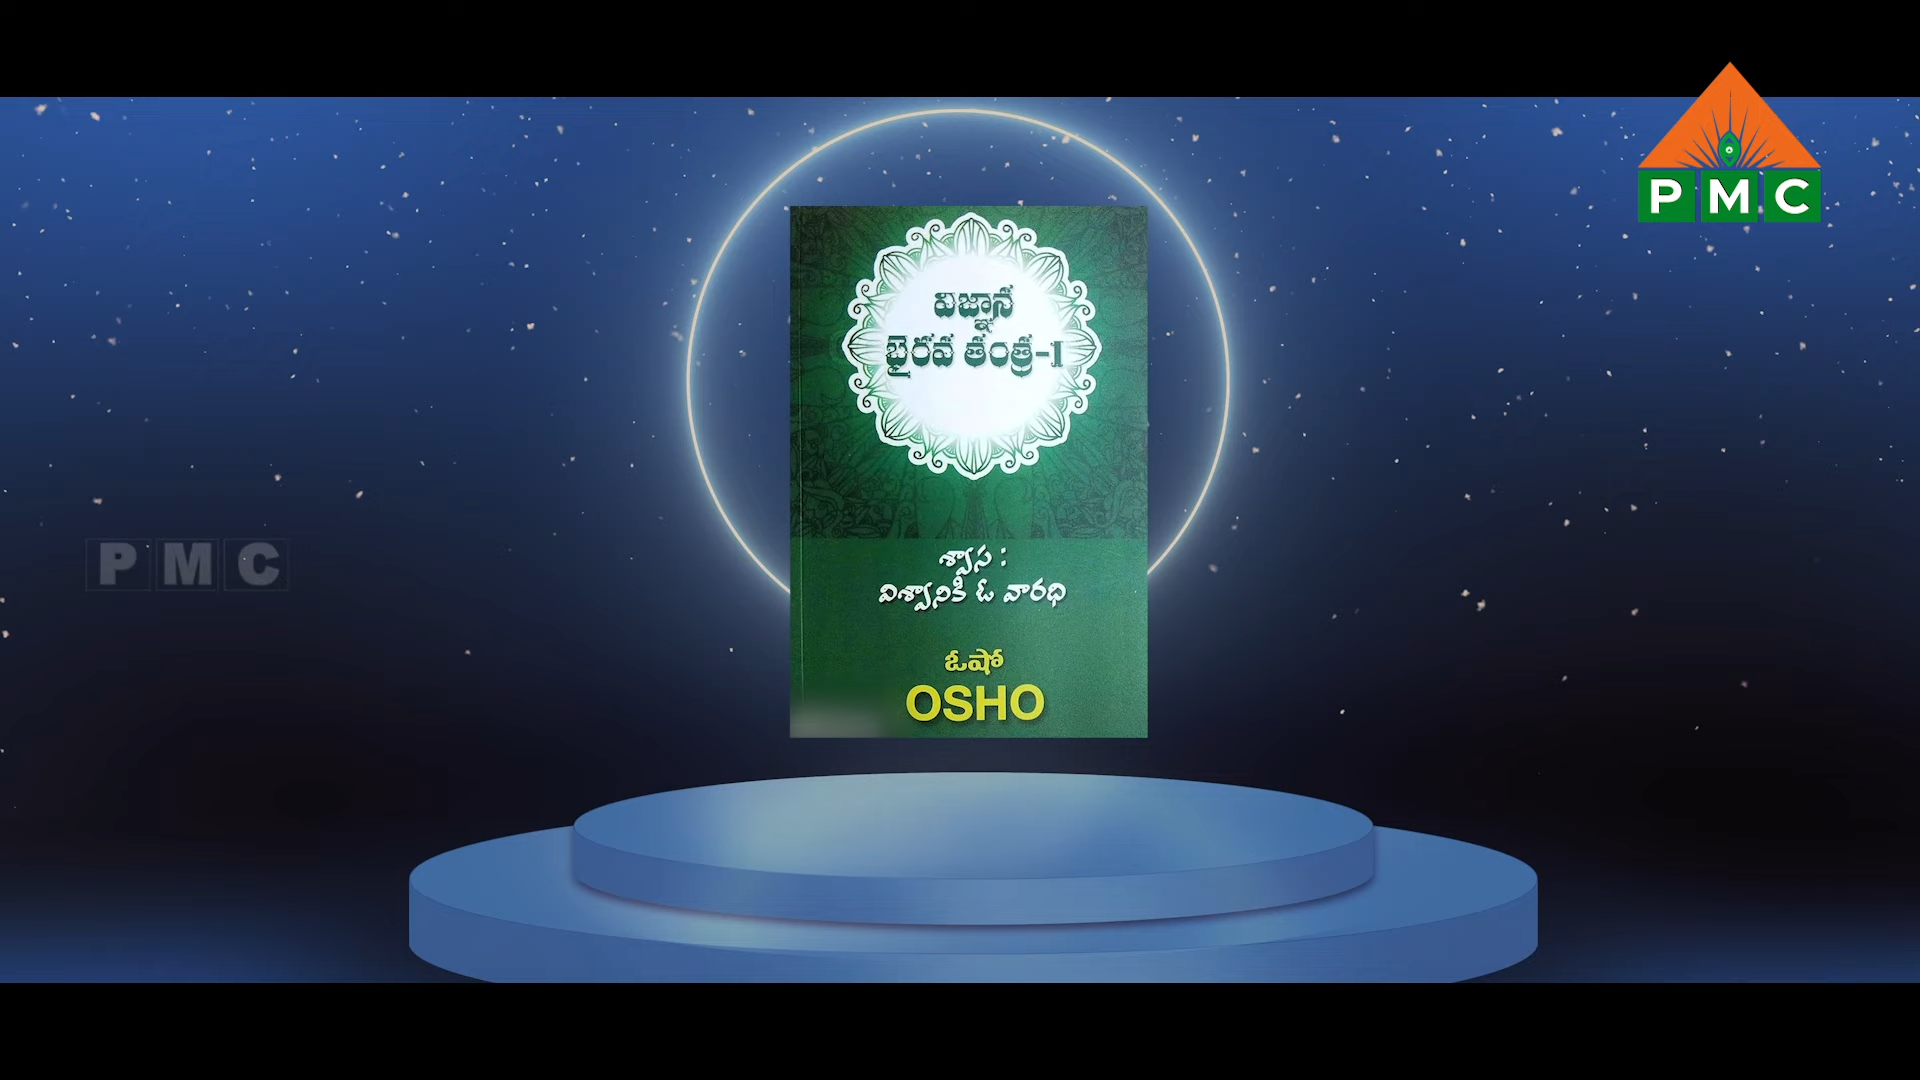 PMC
విజ్ఞాన
భైరవ తంత్ర-1
PMC
శ్వాస :
విశ్వానికి ఓ వారధి
ఓషో
OSHO